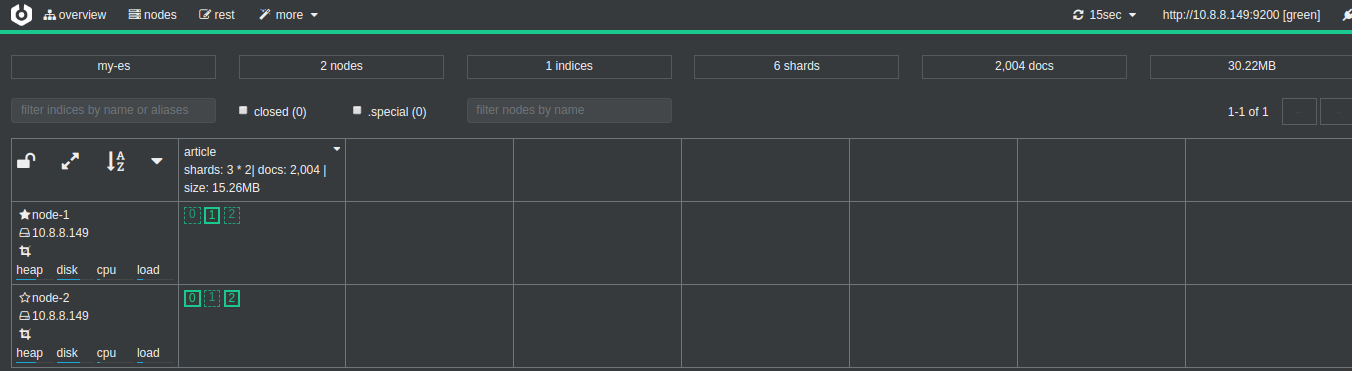 overview nodes rest more 15sec http://10.8.8.149:9200 [green]
my-es 2 nodes 1 indices 6 shards 2,004 docs 30.22MB
filter indices by name or aliases closed (0) .special (0) filter nodes by name 1-1 of 1
A
Z
article
shards: 3 * 2| docs: 2,004 |
size: 15.26MB
node-1 0 1 2
10.8.8.149
heap disk cpu load
node-2 0 1 2
10.8.8.149
heap disk cpu load